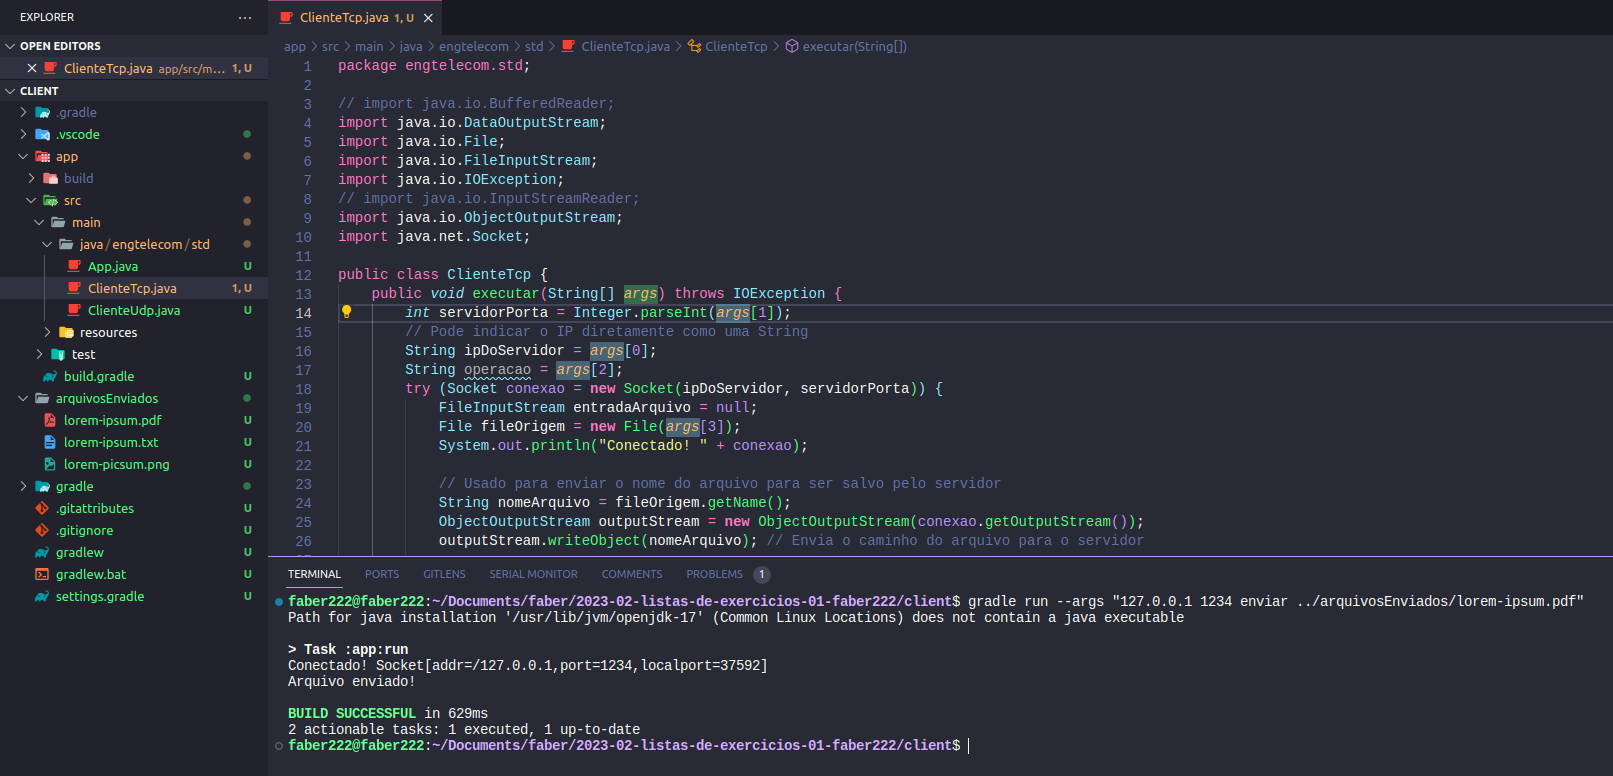 EXPLORER
OPEN EDITORS
ClienteTcp.java app/src/m... 1, U
CLIENT
.gradle
.vscode
app
build
src
main
java/engtelecom/std
App.java U
ClienteTcp.java 1, U
ClienteUdp.java U
resources
test
build.gradle U
arquivosEnviados
lorem-ipsum.pdf U
lorem-ipsum.txt U
lorem-picsum.png U
gradle
.gitattributes U
.gitignore U
gradlew U
gradlew.bat U
settings.gradle U
ClienteTcp.java 1, U
app > src > main > java > engtelecom > std > ClienteTcp.java > ClienteTcp > executar(String[])
1 package engtelecom.std;
2
3 // import java.io.BufferedReader;
4 import java.io.DataOutputStream;
5 import java.io.File;
6 import java.io.FileInputStream;
7 import java.io.IOException;
8 // import java.io.InputStreamReader;
9 import java.io.ObjectOutputStream;
10 import java.net.Socket;
11
12 public class ClienteTcp {
13 public void executar(String[] args) throws IOException {
14 int servidorPorta = Integer.parseInt(args[1]);
15 // Pode indicar o IP diretamente como uma String
16 String ipDoServidor = args[0];
17 String operacao = args[2];
18 try (Socket conexao = new Socket(ipDoServidor, servidorPorta)) {
19 FileInputStream entradaArquivo = null;
20 File fileOrigem = new File(args[3]);
21 System.out.println("Conectado! " + conexao);
22
23 // Usado para enviar o nome do arquivo para ser salvo pelo servidor
24 String nomeArquivo = fileOrigem.getName();
25 ObjectOutputStream outputStream = new ObjectOutputStream(conexao.getOutputStream());
26 outputStream.writeObject(nomeArquivo); // Envia o caminho do arquivo para o servidor
TERMINAL PORTS GITLENS SERIAL MONITOR COMMENTS PROBLEMS 1
faber222@faber222:~/Documents/faber/2023-02-listas-de-exercicios-01-faber222/client$ gradle run --args "127.0.0.1 1234 enviar ../arquivosEnviados/lorem-ipsum.pdf"
Path for java installation '/usr/lib/jvm/openjdk-17' (Common Linux Locations) does not contain a java executable
> Task :app:run
Conectado! Socket[addr=/127.0.0.1,port=1234,localport=37592]
Arquivo enviado!
BUILD SUCCESSFUL in 629ms
2 actionable tasks: 1 executed, 1 up-to-date
faber222@faber222:~/Documents/faber/2023-02-listas-de-exercicios-01-faber222/client$